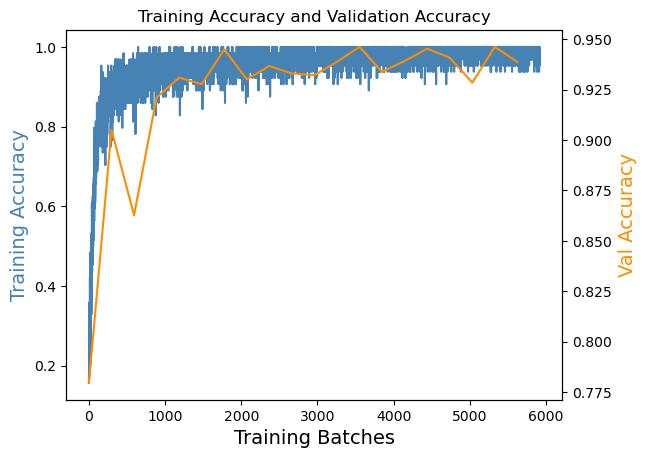 Training Accuracy and Validation Accuracy
1.0
0.8
0.6
0.4
0.2
Training Accuracy
0.950
0.925
0.900
0.875
0.850
0.825
0.800
0.775
Val Accuracy
0 1000 2000 3000 4000 5000 6000
Training Batches